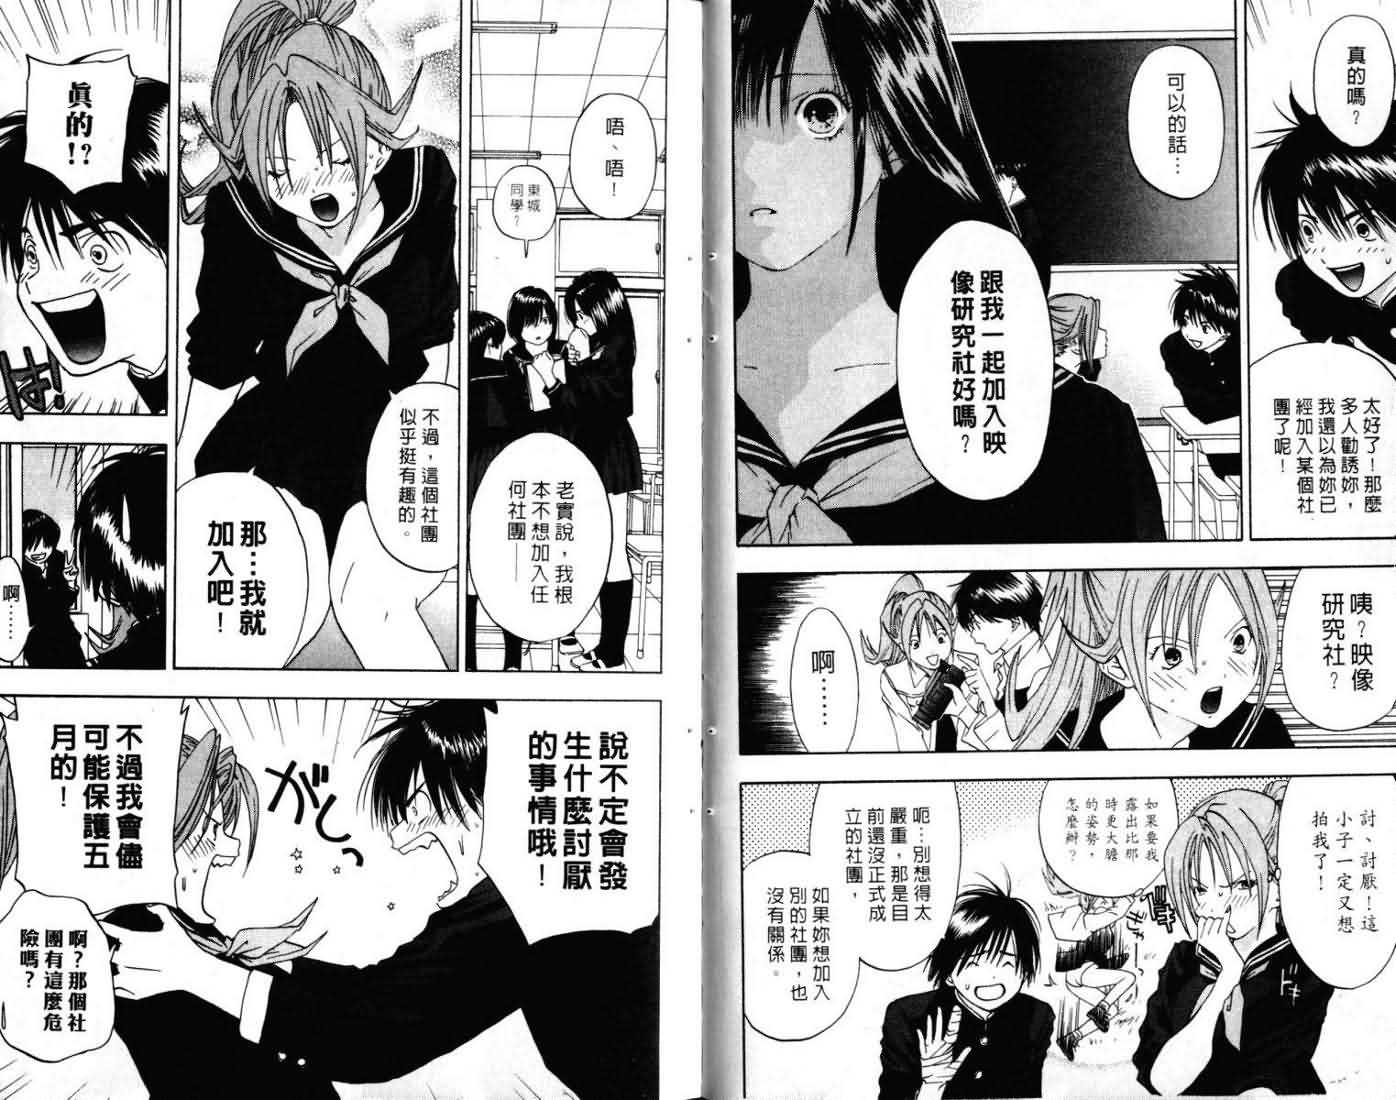 真的嗎？
太好了！那麼
多人勸誘妳，
我還以為妳已
經加入某個社
團了呢！
可以的話…
跟我一起加入映
像研究社好嗎？
咦？映像
研究社？
啊……
討、討厭！這
小子一定又想
拍我了！
如果要我
露出比那
時更大膽
的姿勢，
怎麼辦？
ドキ
ドキ
呃…別想得太
嚴重，那是目
前還沒正式成
立的社團，
如果妳想加入
別的社團，也
沒有關係。
唔、唔！
東城
同學？
老實說，我根
本不想加入任
何社團——
不過，這個社團
似乎挺有趣的。
那…我就
加入吧！
眞的！？
は！
啊……
說不定會發
生什麼討厭
的事情哦！
がごっ
不過我會儘
可能保護五
月的！
啊？那個社
團有這麼危
險嗎？